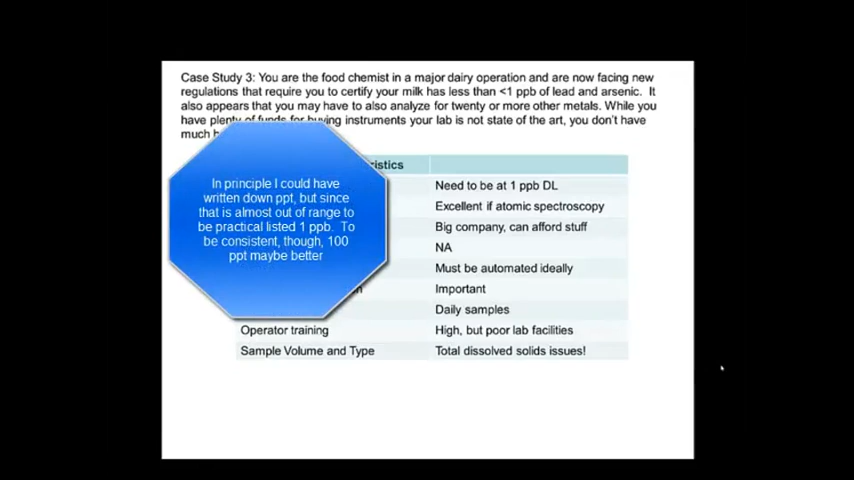 Case Study 3: You are the food chemist in a major dairy operation and are now facing new
regulations that require you to certify your milk has less than <1 ppb of lead and arsenic. It
also appears that you may have to also analyze for twenty or more other metals. While you
have plenty of funds for buying instruments your lab is not state of the art, you don't have
much
In principle I could have
written down ppt, but since
that is almost out of range to
be practical listed 1 ppb. To
be consistent, though, 100
ppt maybe better
Need to be at 1 ppb DL
Excellent if atomic spectroscopy
Big company, can afford stuff
NA
Must be automated ideally
Important
Daily samples
Operator training High, but poor lab facilities
Sample Volume and Type Total dissolved solids issues!